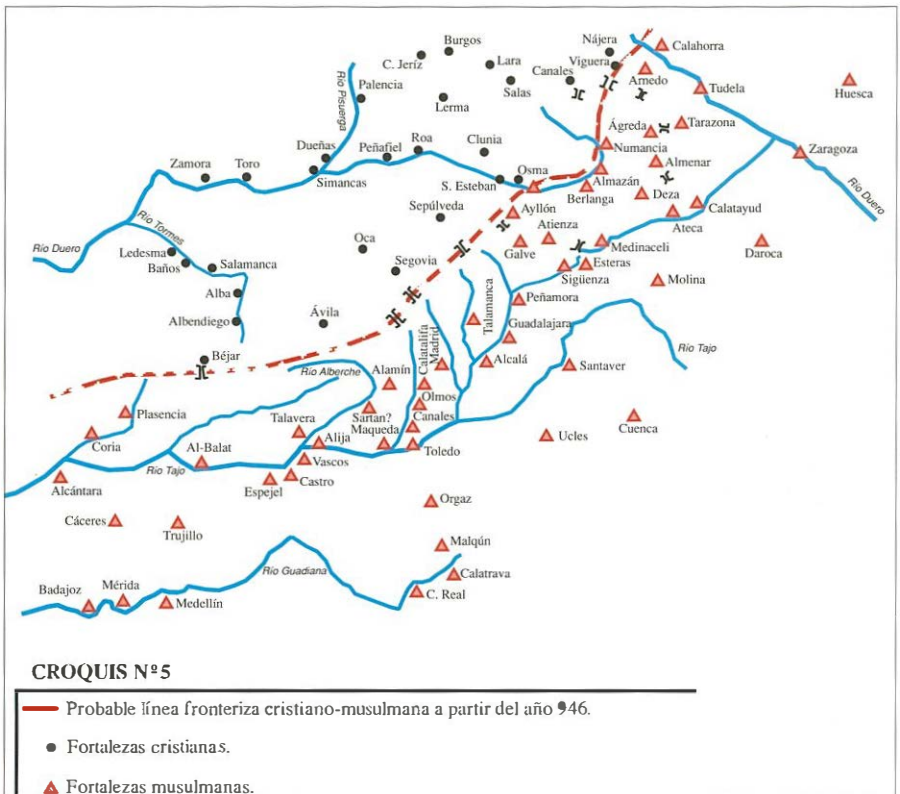 Burgos
Nájera
C. Jeríz
Lara
Viguera
Calahorra
Canales
Arnedo
Palencia
Salas
Tudela
Huesca
Río Pisuerga
Lerma
Ágreda
Tarazona
Dueñas
Peñafiel
Roa
Clunia
Numancia
Zaragoza
Zamora
Toro
Almenar
Simancas
S. Esteban
Osma
Almazán
Berlanga
Deza
Río Duero
Sepúlveda
Ayllón
Calatayud
Río Tormes
Atienza
Ateca
Río Duero
Ledesma
Oca
Galve
Medinaceli
Daroca
Baños
Salamanca
Segovia
Sigüenza
Esteras
Molina
Alba
Peñamora
Albendiego
Ávila
Talamanca
Guadalajara
Calatalifa
Madrid
Río Tajo
Béjar
Río Alberche
Alamín
Alcalá
Santaver
Olmos
Plasencia
Sartan?
Canales
Cuenca
Talavera
Maqueda
Coria
Al-Balat
Alija
Toledo
Ucles
Río Tajo
Vascos
Alcántara
Espejel
Castro
Orgaz
Cáceres
Trujillo
Malqún
Río Guadiana
Calatrava
Badajoz
Mérida
Medellín
C. Real
CROQUIS Nº5
Probable línea fronteriza cristiano-musulmana a partir del año 946.
Fortalezas cristianas.
Fortalezas musulmanas.